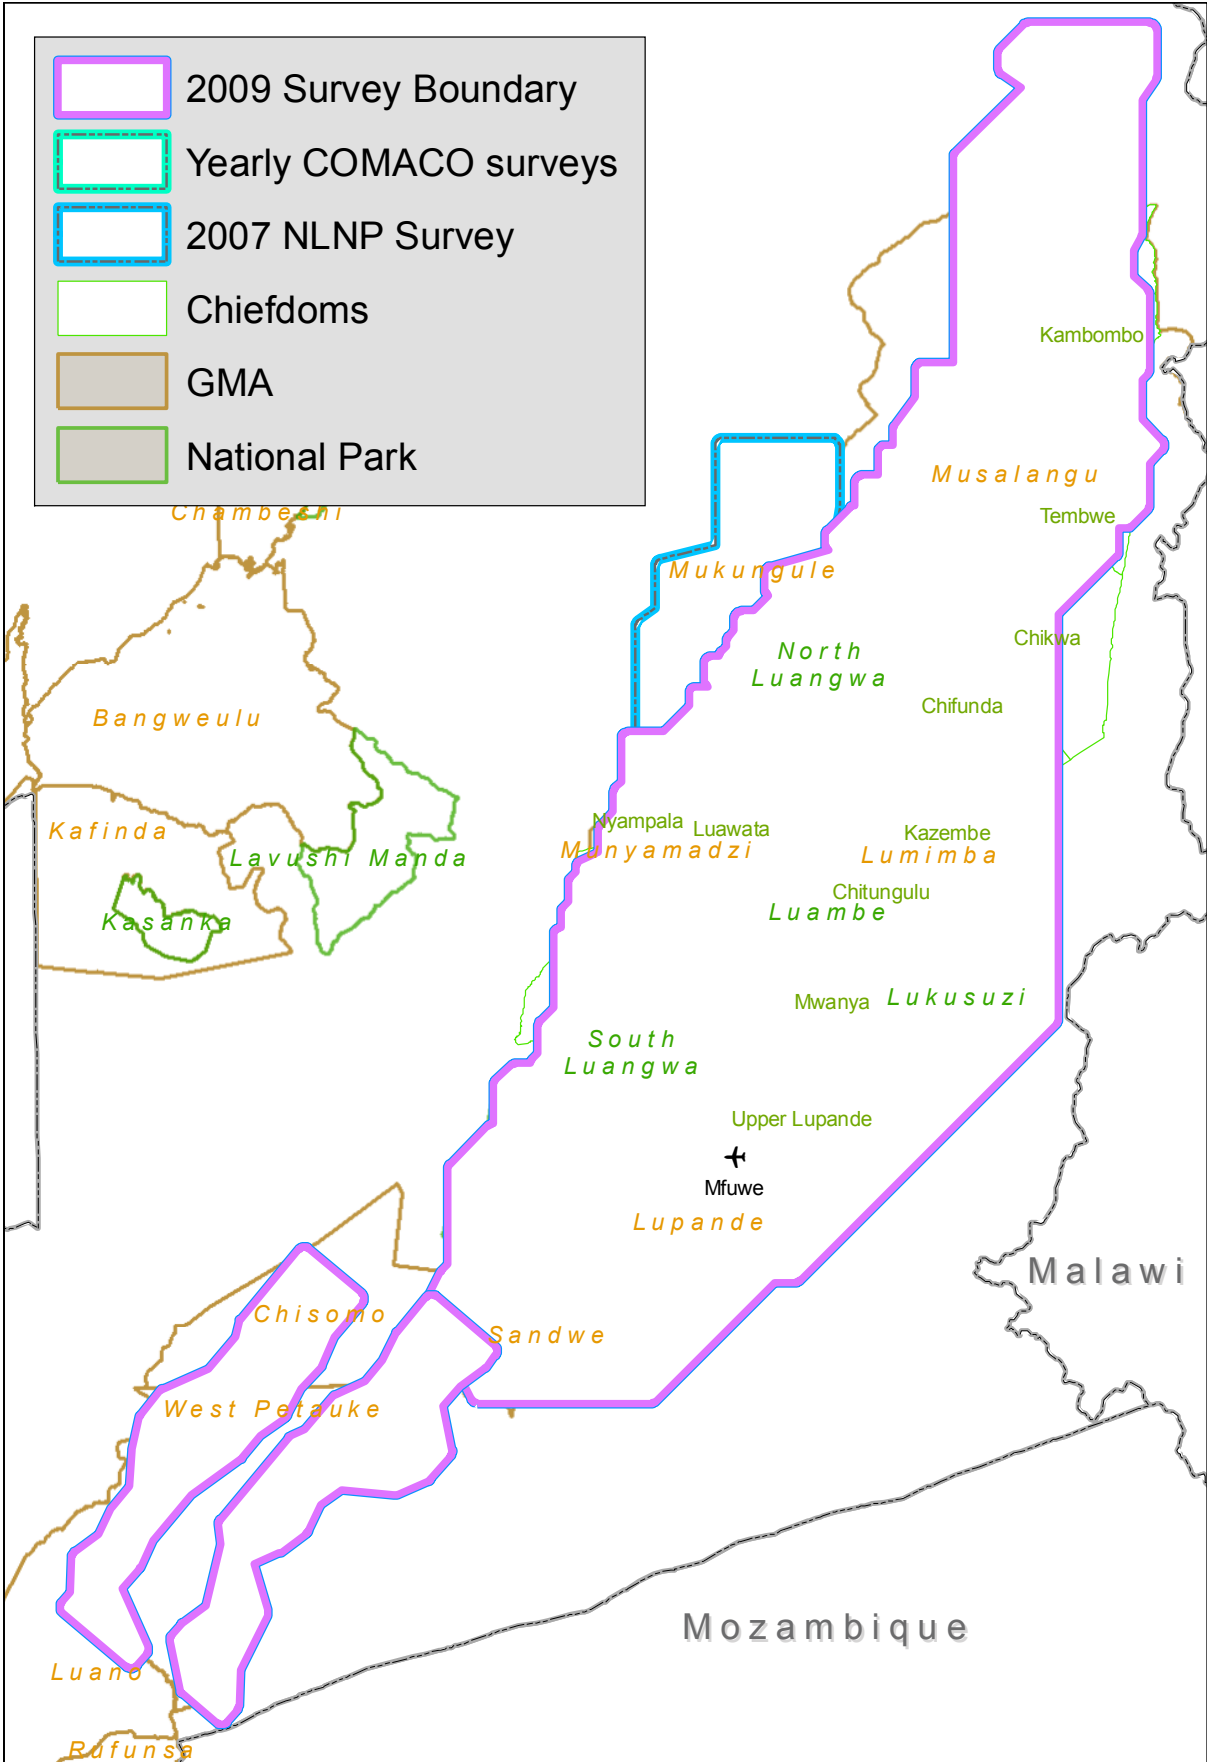 2009 Survey Boundary
Yearly COMACO surveys
2007 NLNP Survey
Chiefdoms
GMA
National Park
Kambombo
Musalangu
Chambeshi
Tembwe
Mukungule
Chikwa
North
Luangwa
Chifunda
Bangweulu
Nyampala
Luawata
Kafinda
Kazembe
Munyamadzi
Lumimba
Lavushi Manda
Chitungulu
Luambe
Kasanka
Mwanya
Lukusuzi
South
Luangwa
Upper Lupande
Mfuwe
Lupande
Malawi
Chisomo
Sandwe
West Petauke
Mozambique
Luano
Rufunsa